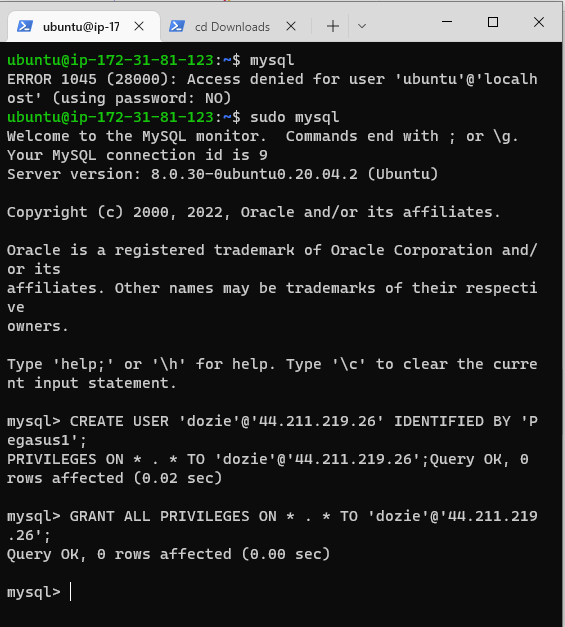 ubuntu@ip-17
cd Downloads
ubuntu@ip-172-31-81-123:~$ mysql
ERROR 1045 (28000): Access denied for user 'ubuntu'@'localh
ost' (using password: NO)
ubuntu@ip-172-31-81-123:~$ sudo mysql
Welcome to the MySQL monitor.  Commands end with ; or \g.
Your MySQL connection id is 9
Server version: 8.0.30-0ubuntu0.20.04.2 (Ubuntu)
Copyright (c) 2000, 2022, Oracle and/or its affiliates.
Oracle is a registered trademark of Oracle Corporation and/
or its
affiliates. Other names may be trademarks of their respecti
ve
owners.
Type 'help;' or '\h' for help. Type '\c' to clear the curre
nt input statement.
mysql> CREATE USER 'dozie'@'44.211.219.26' IDENTIFIED BY 'P
egasus1';
PRIVILEGES ON * . * TO 'dozie'@'44.211.219.26';Query OK, 0
rows affected (0.02 sec)
mysql> GRANT ALL PRIVILEGES ON * . * TO 'dozie'@'44.211.219
.26';
Query OK, 0 rows affected (0.00 sec)
mysql>